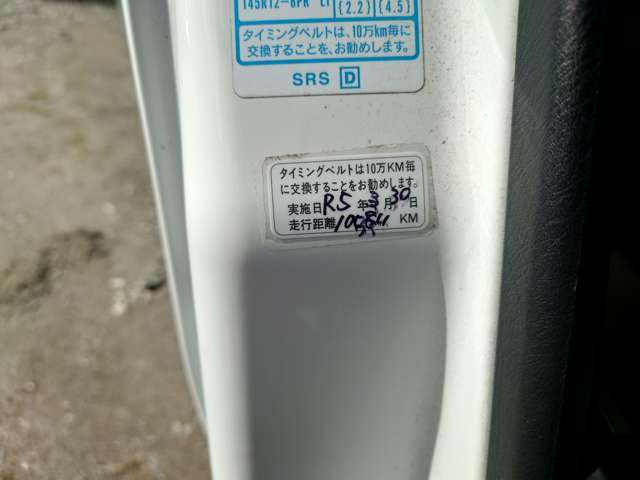 145R12-6PR LT (2.2) (4.5)
タイミングベルトは、10万km毎に
交換することを、お勧めします。
SRS D
タイミングベルトは10万KM毎
に交換することをお勧めします。
実施日 R5年3月30日
走行距離 KM